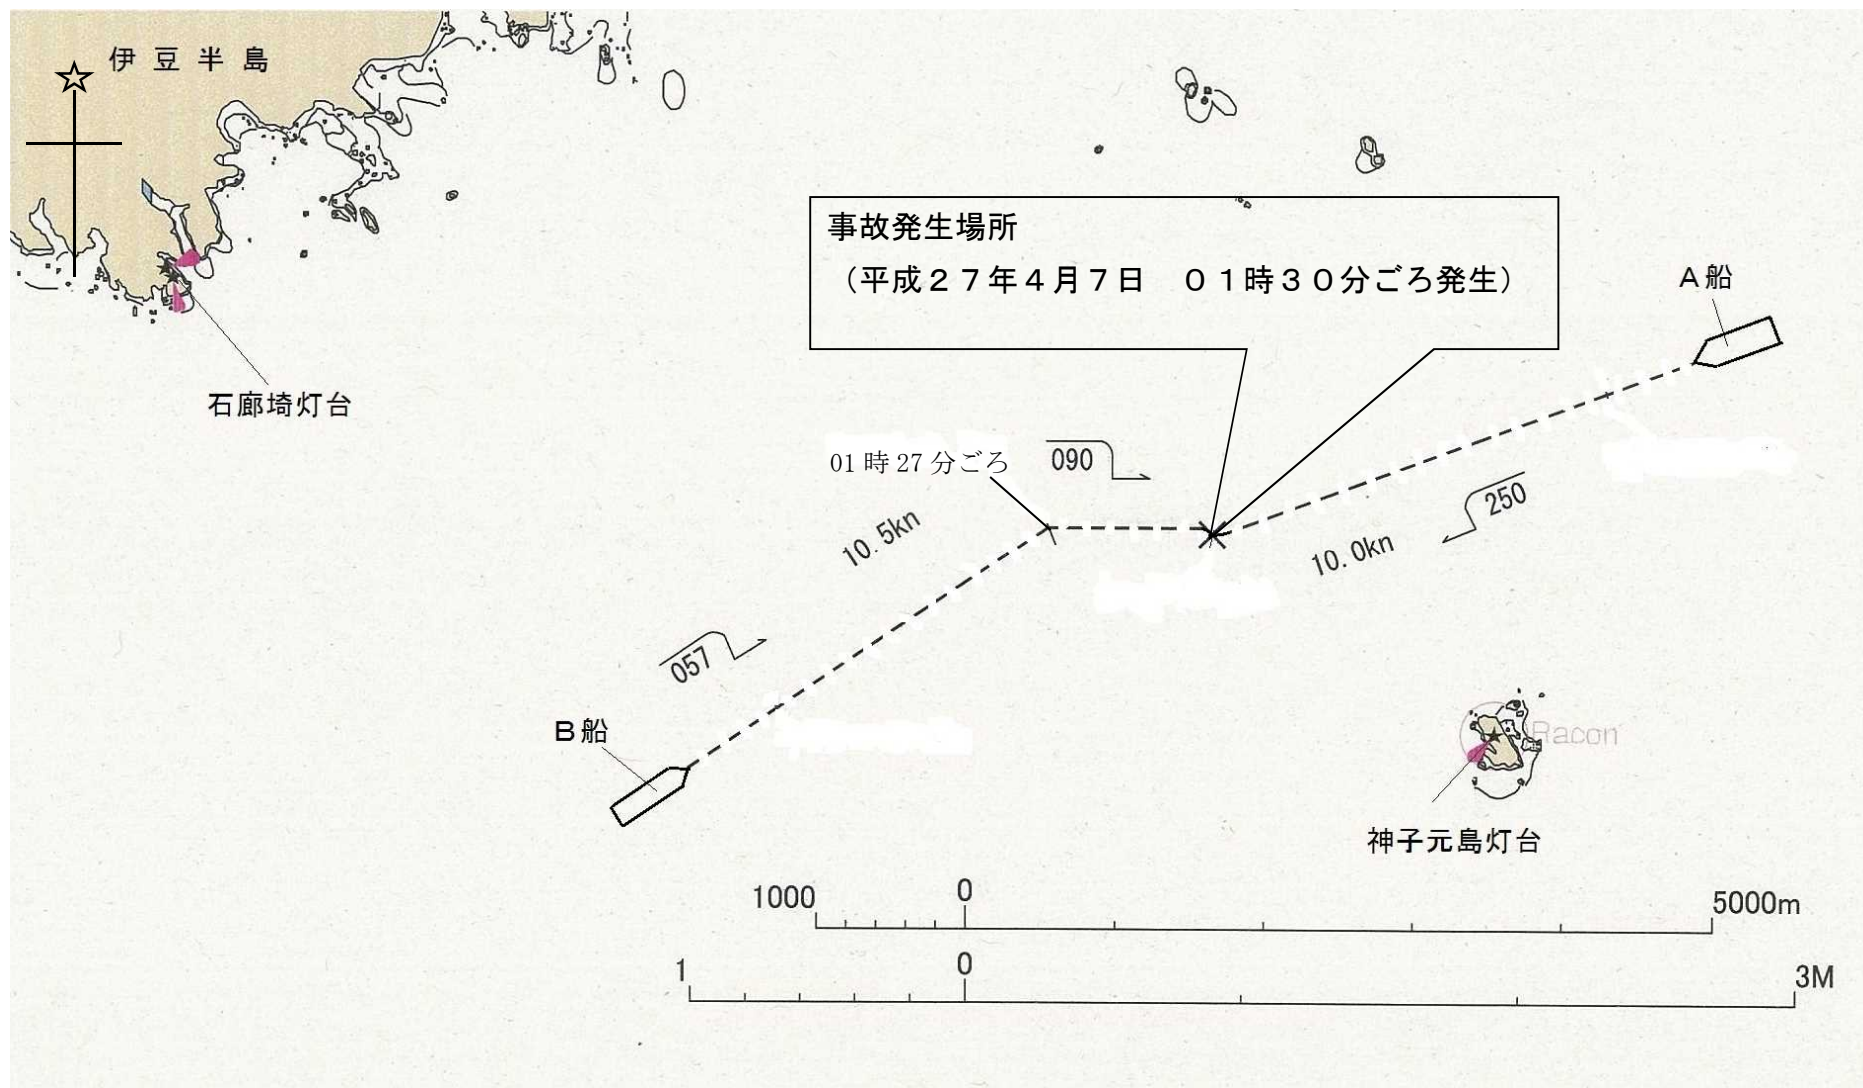 伊豆半島
事故発生場所
（平成２７年４月７日　０１時３０分ごろ発生）
Ａ船
石廊埼灯台
01時27分ごろ
090
250
10.5kn
10.0kn
057
Ｂ船
Racon
神子元島灯台
1000
0
5000m
1
0
3M